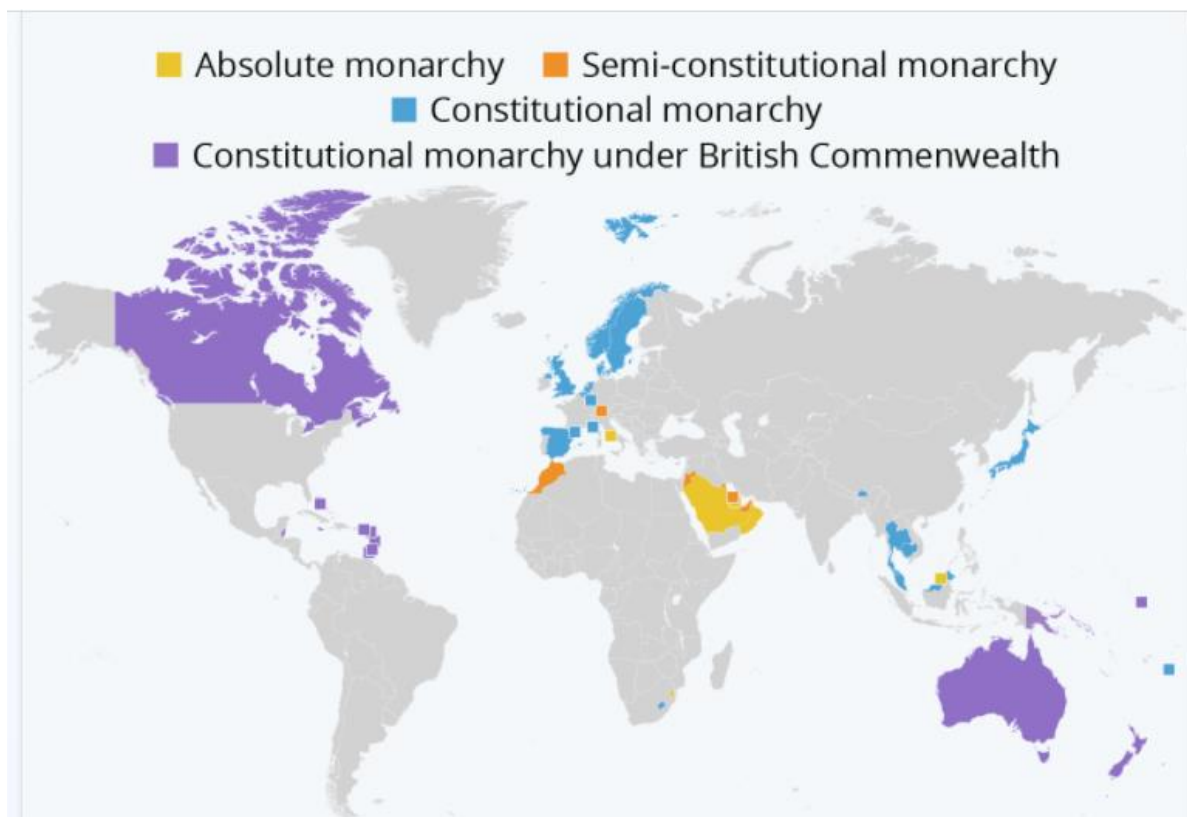 Absolute monarchy Semi-constitutional monarchy
Constitutional monarchy
Constitutional monarchy under British Commenwealth